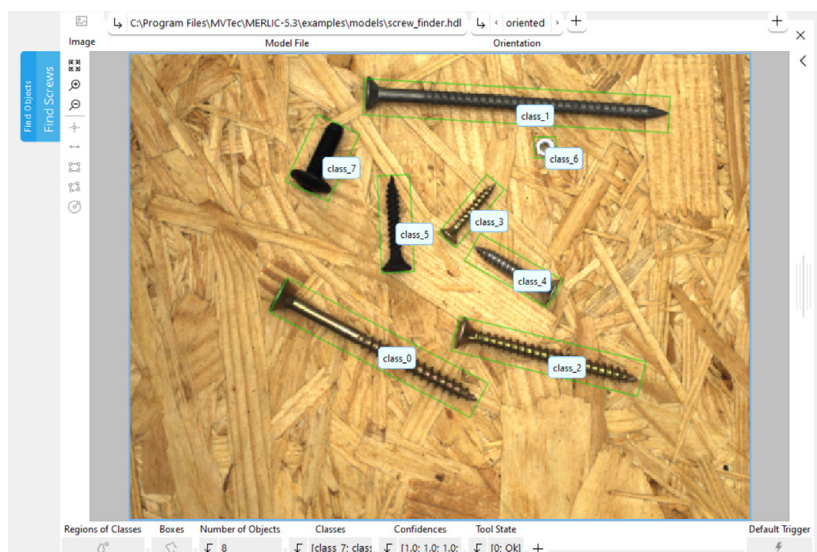 C:\Program Files\MVTec\MERLIC-5.3\examples\models\screw_finder.hdl
oriented
Image
Model File
Orientation
Find Objects
Find Screws
class_1
class_6
class_7
class_3
class_5
class_4
class_0
class_2
Regions of Classes
Boxes
Number of Objects
Classes
Confidences
Tool State
Default Trigger
8
[class_7; class
[1.0; 1.0; 1.0;
[0; Ok]